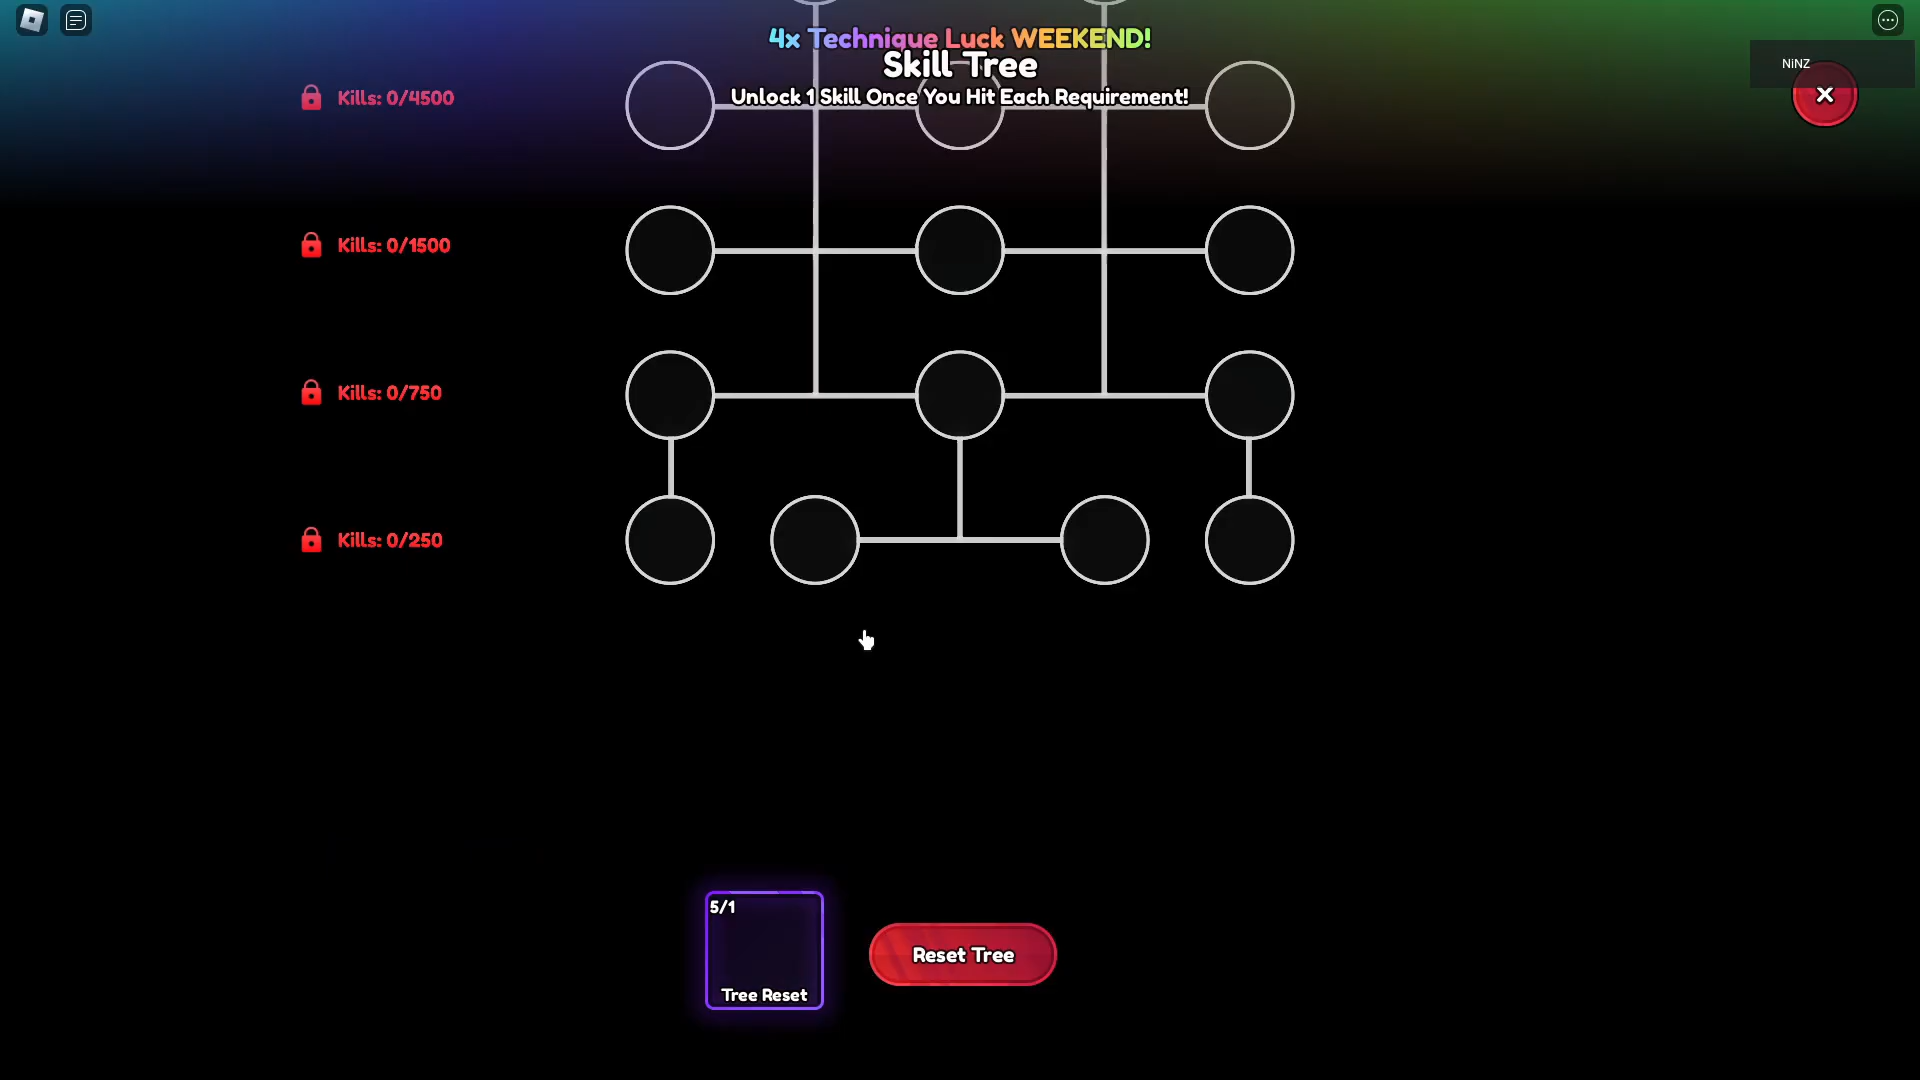 4x Technique Luck WEEKEND!
Skill Tree
Unlock 1 Skill Once You Hit Each Requirement!
NiNZ
Kills: 0/4500
Kills: 0/1500
Kills: 0/750
Kills: 0/250
5/1
Tree Reset
Reset Tree